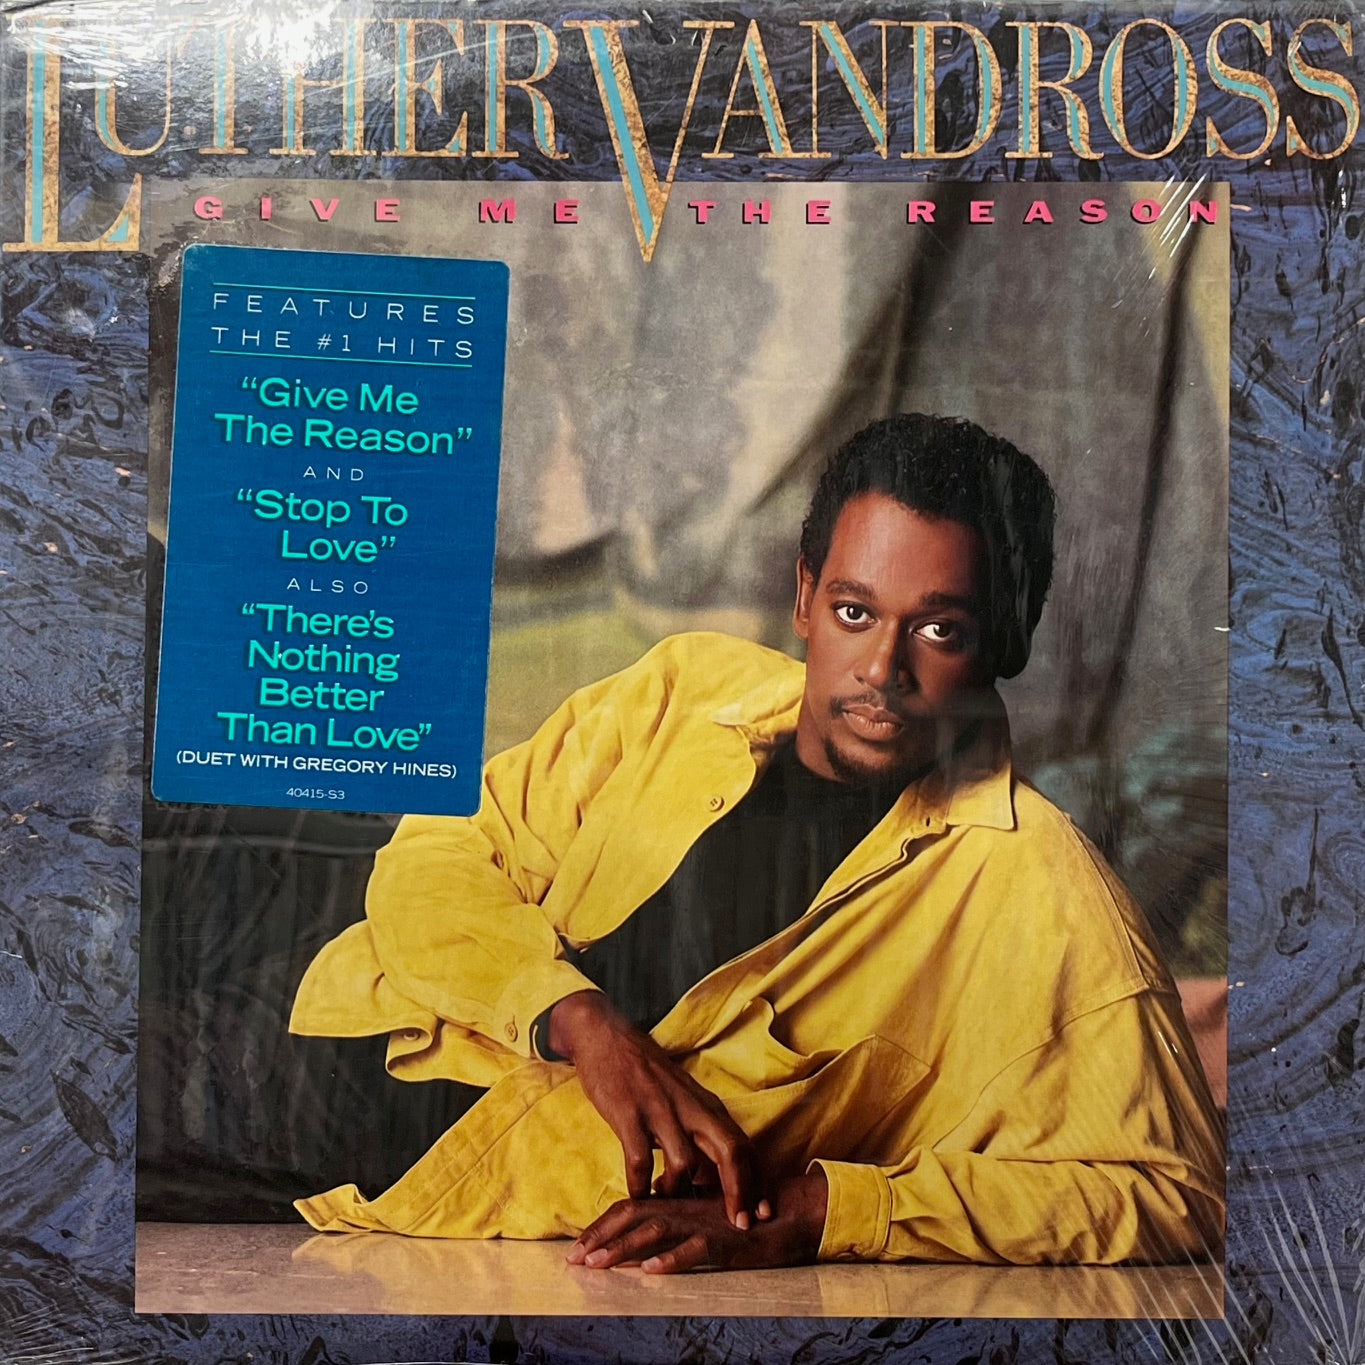 LUTHER VANDROSS
GIVE ME THE REASON
FEATURES
THE #1 HITS
“Give Me
The Reason”
AND
“Stop To
Love”
ALSO
“There's
Nothing
Better
Than Love”
(DUET WITH GREGORY HINES)
40415-S3